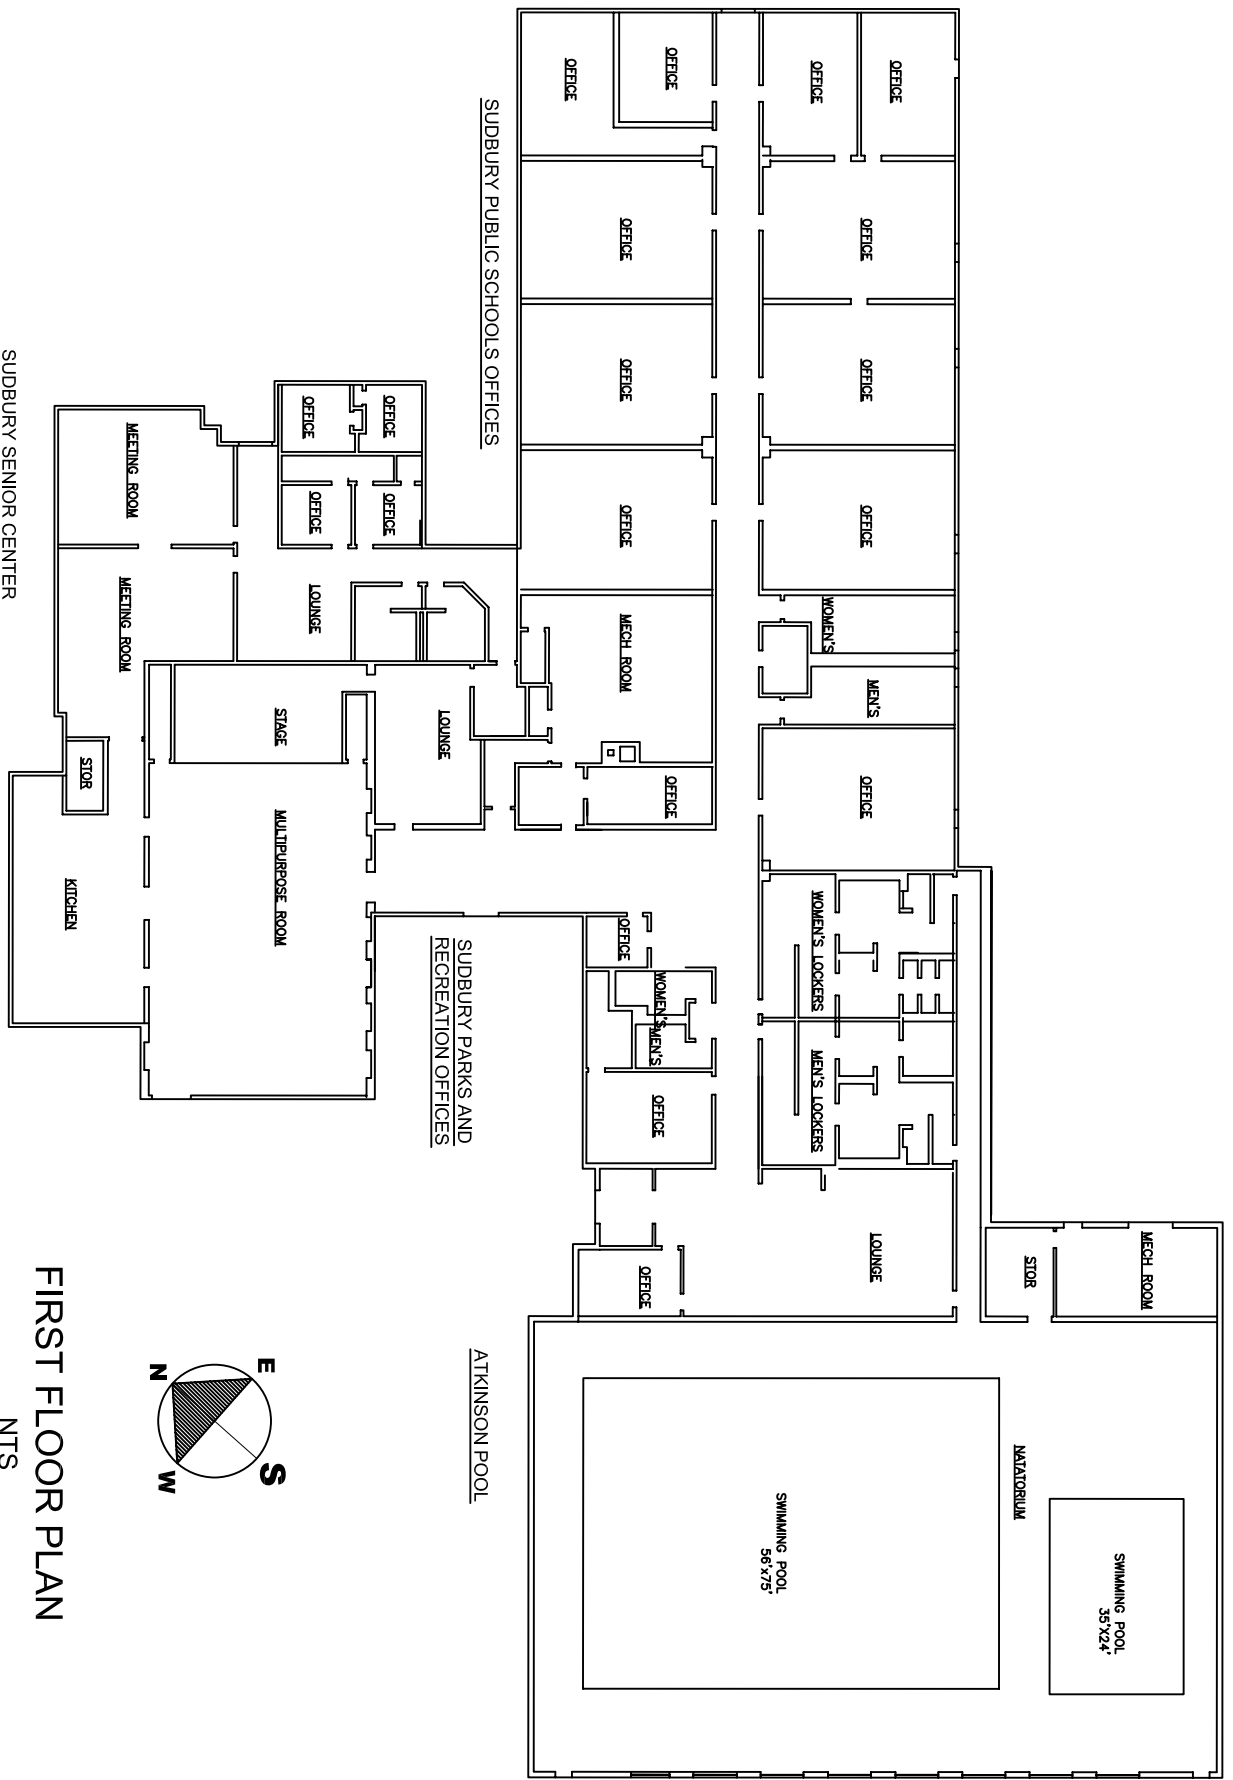 MECH ROOM
SWIMMING POOL
35'X24'
STOR
NATATORIUM
OFFICE
OFFICE
OFFICE
OFFICE
OFFICE
MEN'S
OFFICE
LOUNGE
WOMEN'S
WOMEN'S LOCKERS
MEN'S LOCKERS
SWIMMING POOL
56'x75'
OFFICE
OFFICE
WOMEN'S
MEN'S
OFFICE
OFFICE
OFFICE
OFFICE
OFFICE
MECH ROOM
OFFICE
OFFICE
SUDBURY PUBLIC SCHOOLS OFFICES
ATKINSON POOL
SUDBURY PARKS AND
RECREATION OFFICES
LOUNGE
OFFICE
OFFICE
OFFICE
OFFICE
LOUNGE
STAGE
MULTIPURPOSE ROOM
E
S
N
W
MEETING ROOM
MEETING ROOM
STOR
KITCHEN
FIRST FLOOR PLAN
NTS
SUDBURY SENIOR CENTER